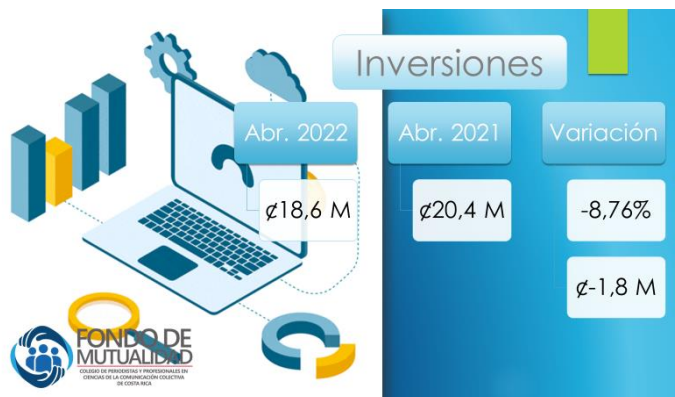 Inversiones
Abr. 2022
Abr. 2021
Variación
¢18,6 M
¢20,4 M
-8,76%
¢-1,8 M
FONDO DE
MUTUALIDAD
COLEGIO DE PERIODISTAS Y PROFESIONALES EN
CIENCIAS DE LA COMUNICACIÓN COLECTIVA
DE COSTA RICA